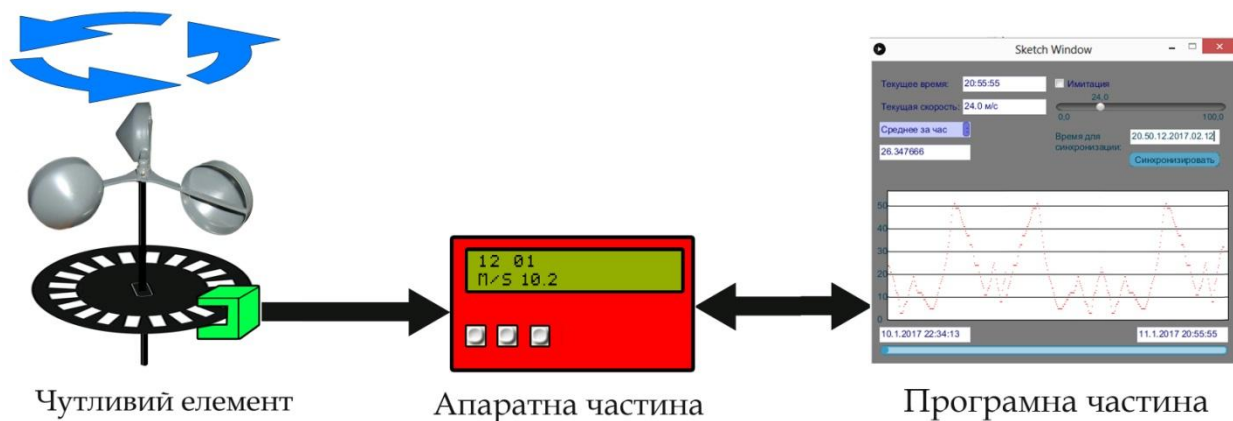 Sketch Window
Текущее время: 20:55:55
Имитация
Текущая скорость: 24.0 м/с
24,0
0,0 100,0
Среднее за час
Время для синхронизации: 20.50.12.2017.02.12
26.347666
Синхронизировать
50
40
30
20
10
0
10.1.2017 22:34:13 11.1.2017 20:55:55
12 01
M/S 10.2
Чутливий елемент
Апаратна частина
Програмна частина